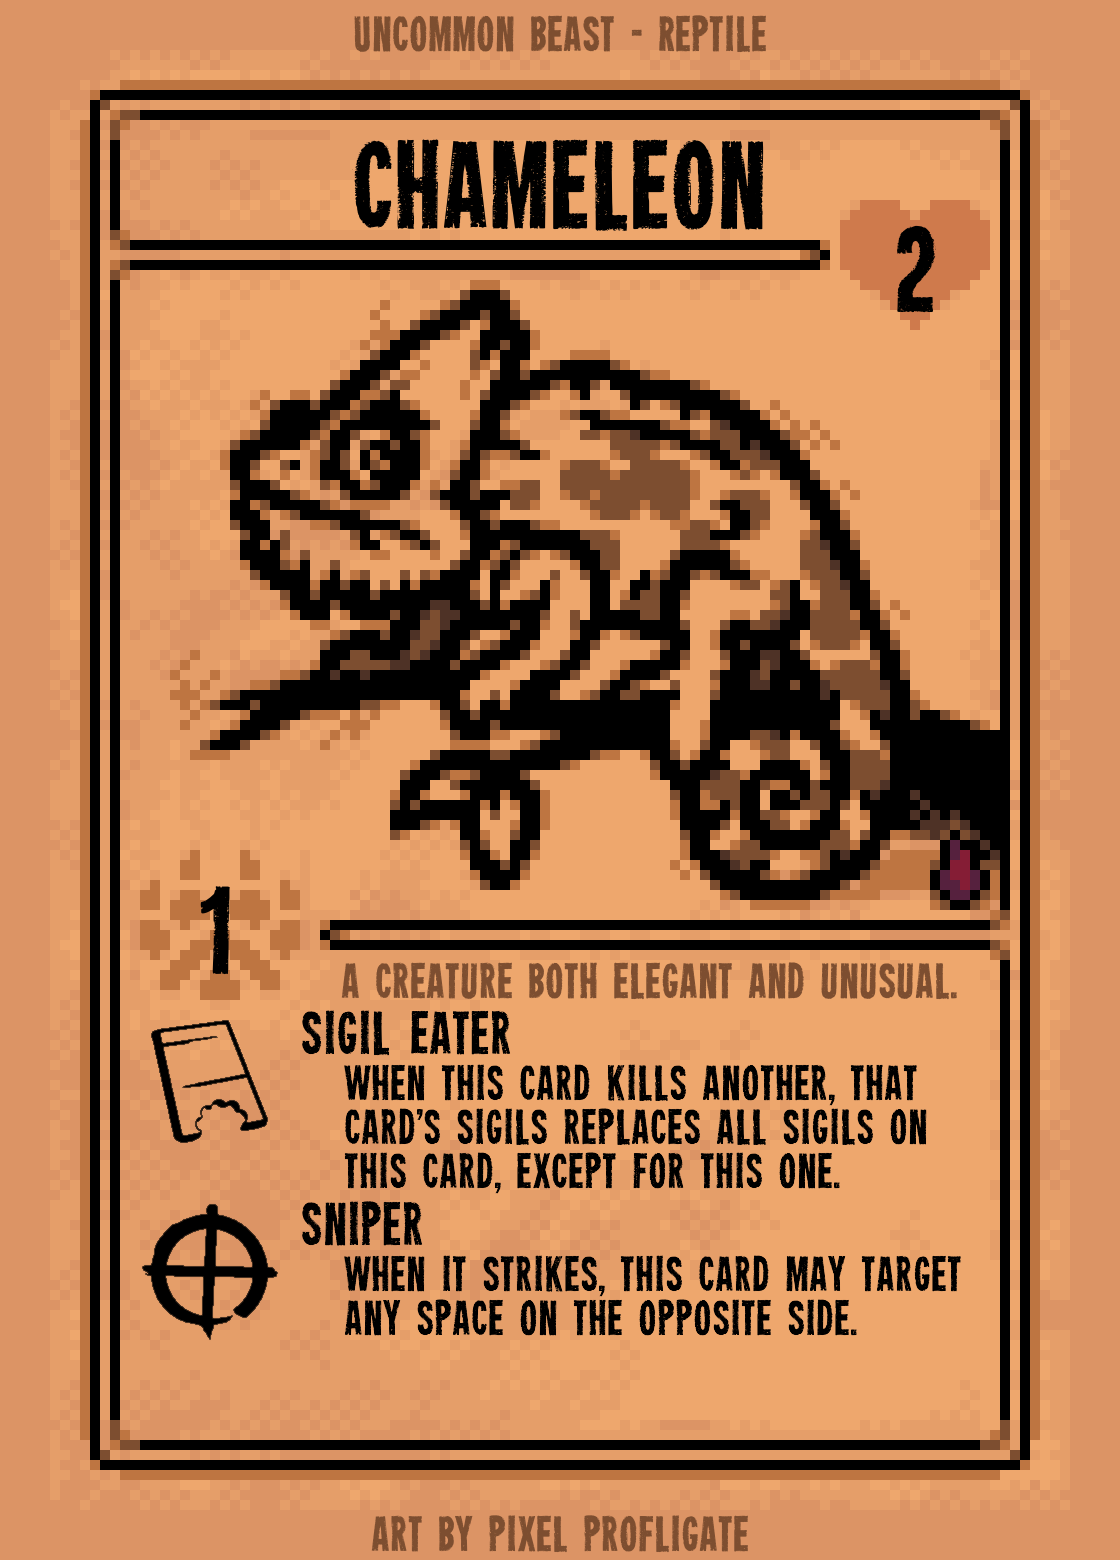 UNCOMMON BEAST - REPTILE
CHAMELEON
2
1
A CREATURE BOTH ELEGANT AND UNUSUAL.
SIGIL EATER
WHEN THIS CARD KILLS ANOTHER, THAT
CARD'S SIGILS REPLACES ALL SIGILS ON
THIS CARD, EXCEPT FOR THIS ONE.
SNIPER
WHEN IT STRIKES, THIS CARD MAY TARGET
ANY SPACE ON THE OPPOSITE SIDE.
ART BY PIXEL PROFLIGATE